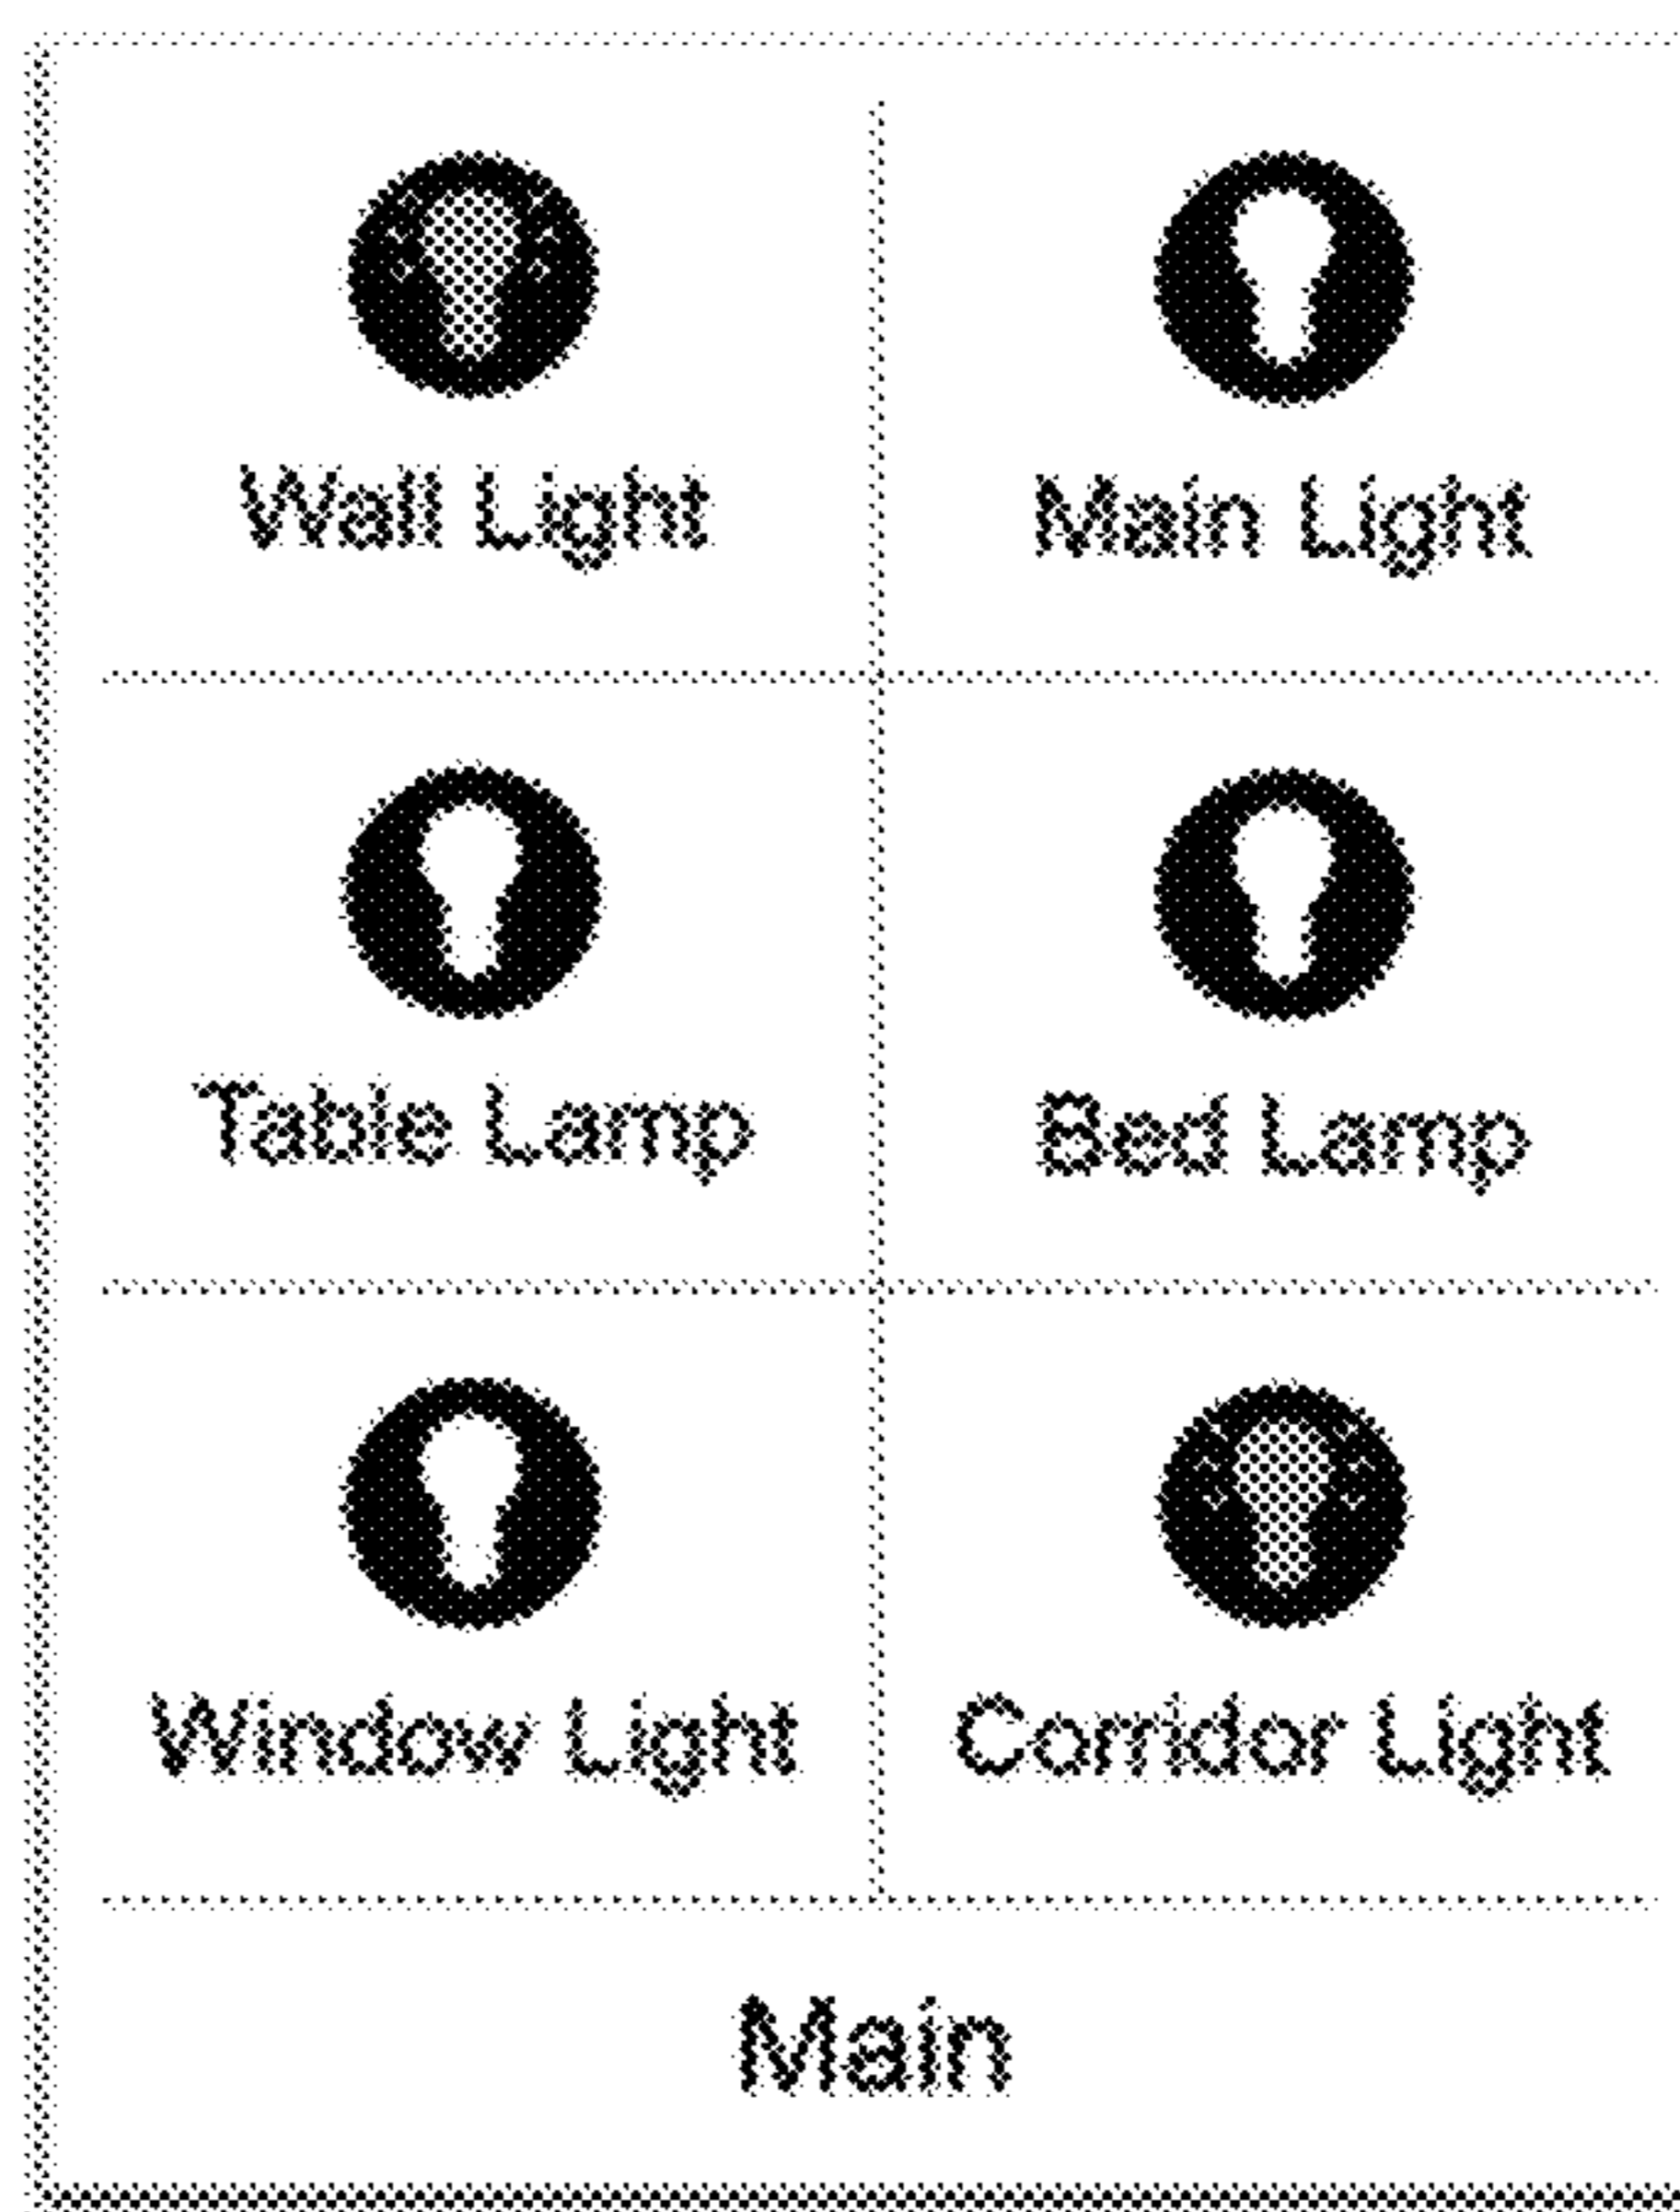 Wall Light
Main Light
Table Lamp
Bed Lamp
Window Light
Corridor Light
Main